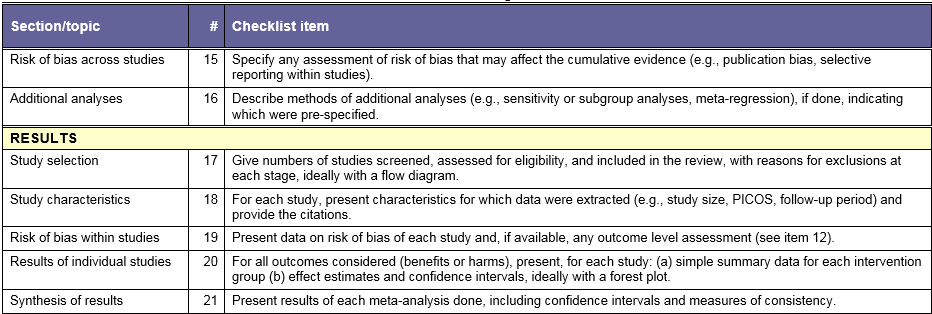 Section/topic # Checklist item
Risk of bias across studies 15 Specify any assessment of risk of bias that may affect the cumulative evidence (e.g., publication bias, selective
reporting within studies).
Additional analyses 16 Describe methods of additional analyses (e.g., sensitivity or subgroup analyses, meta-regression), if done, indicating
which were pre-specified.
RESULTS
Study selection 17 Give numbers of studies screened, assessed for eligibility, and included in the review, with reasons for exclusions at
each stage, ideally with a flow diagram.
Study characteristics 18 For each study, present characteristics for which data were extracted (e.g., study size, PICOS, follow-up period) and
provide the citations.
Risk of bias within studies 19 Present data on risk of bias of each study and, if available, any outcome level assessment (see item 12).
Results of individual studies 20 For all outcomes considered (benefits or harms), present, for each study: (a) simple summary data for each intervention
group (b) effect estimates and confidence intervals, ideally with a forest plot.
Synthesis of results 21 Present results of each meta-analysis done, including confidence intervals and measures of consistency.